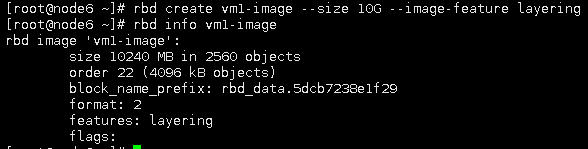 [root@node6 ~]# rbd create vm1-image --size 10G --image-feature layering
[root@node6 ~]# rbd info vm1-image
rbd image 'vm1-image':
size 10240 MB in 2560 objects
order 22 (4096 kB objects)
block_name_prefix: rbd_data.5dcb7238e1f29
format: 2
features: layering
flags: